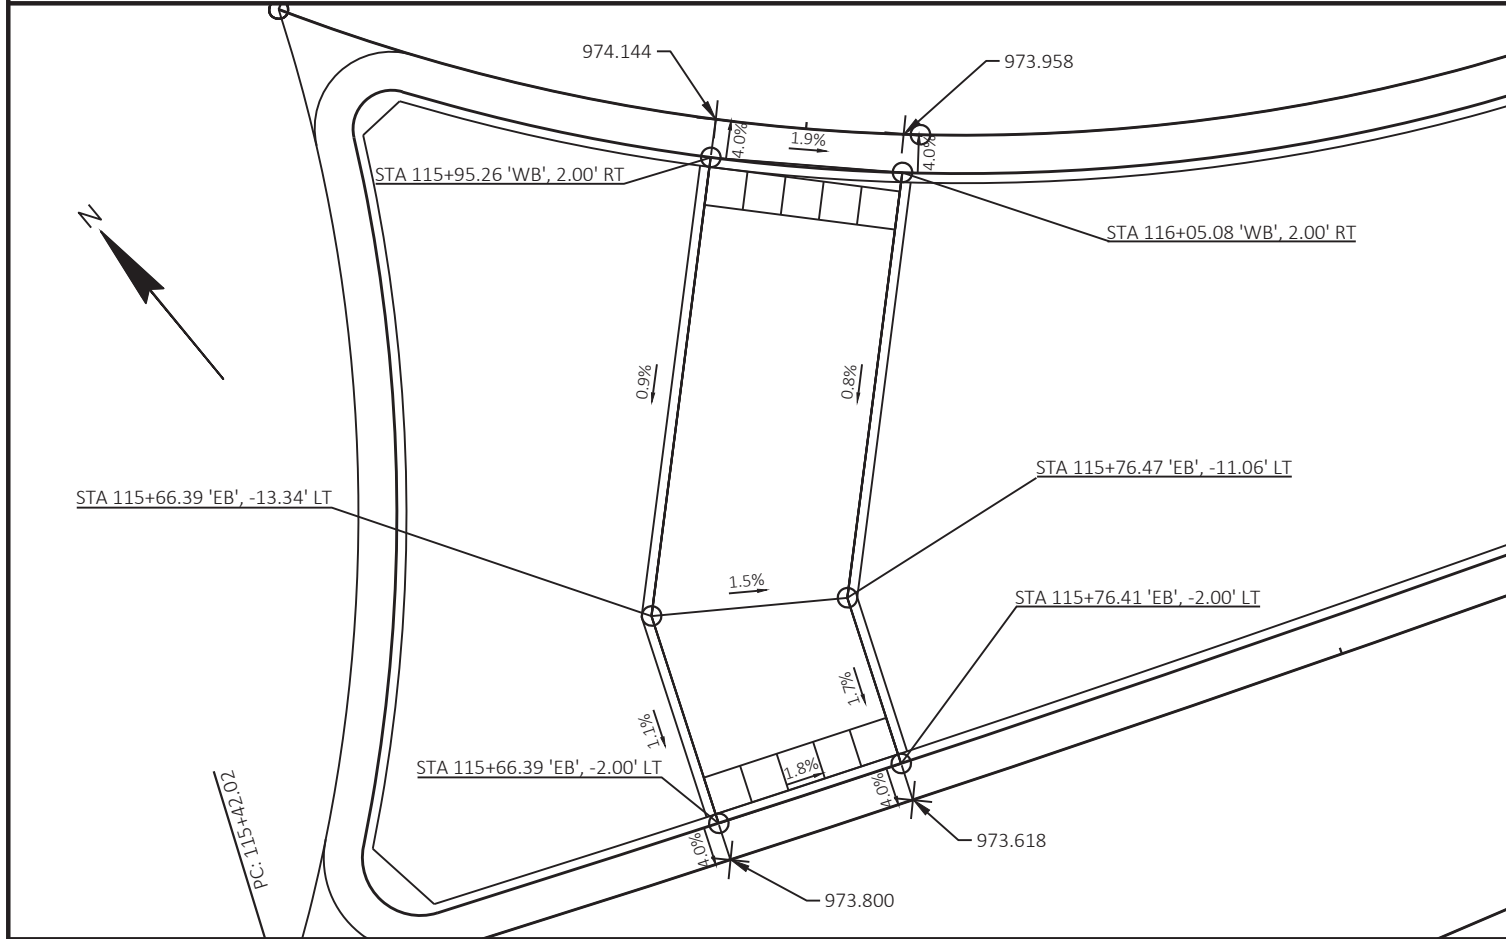 974.144
973.958
4.0%
1.9%
4.0%
STA 115+95.26 'WB', 2.00' RT
N
STA 116+05.08 'WB', 2.00' RT
0.9%
0.8%
STA 115+76.47 'EB', -11.06' LT
STA 115+66.39 'EB', -13.34' LT
1.5%
STA 115+76.41 'EB', -2.00' LT
1.7%
1.1%
STA 115+66.39 'EB', -2.00' LT
1.8%
4.0%
PC: 115+42.02
4.0%
973.618
973.800